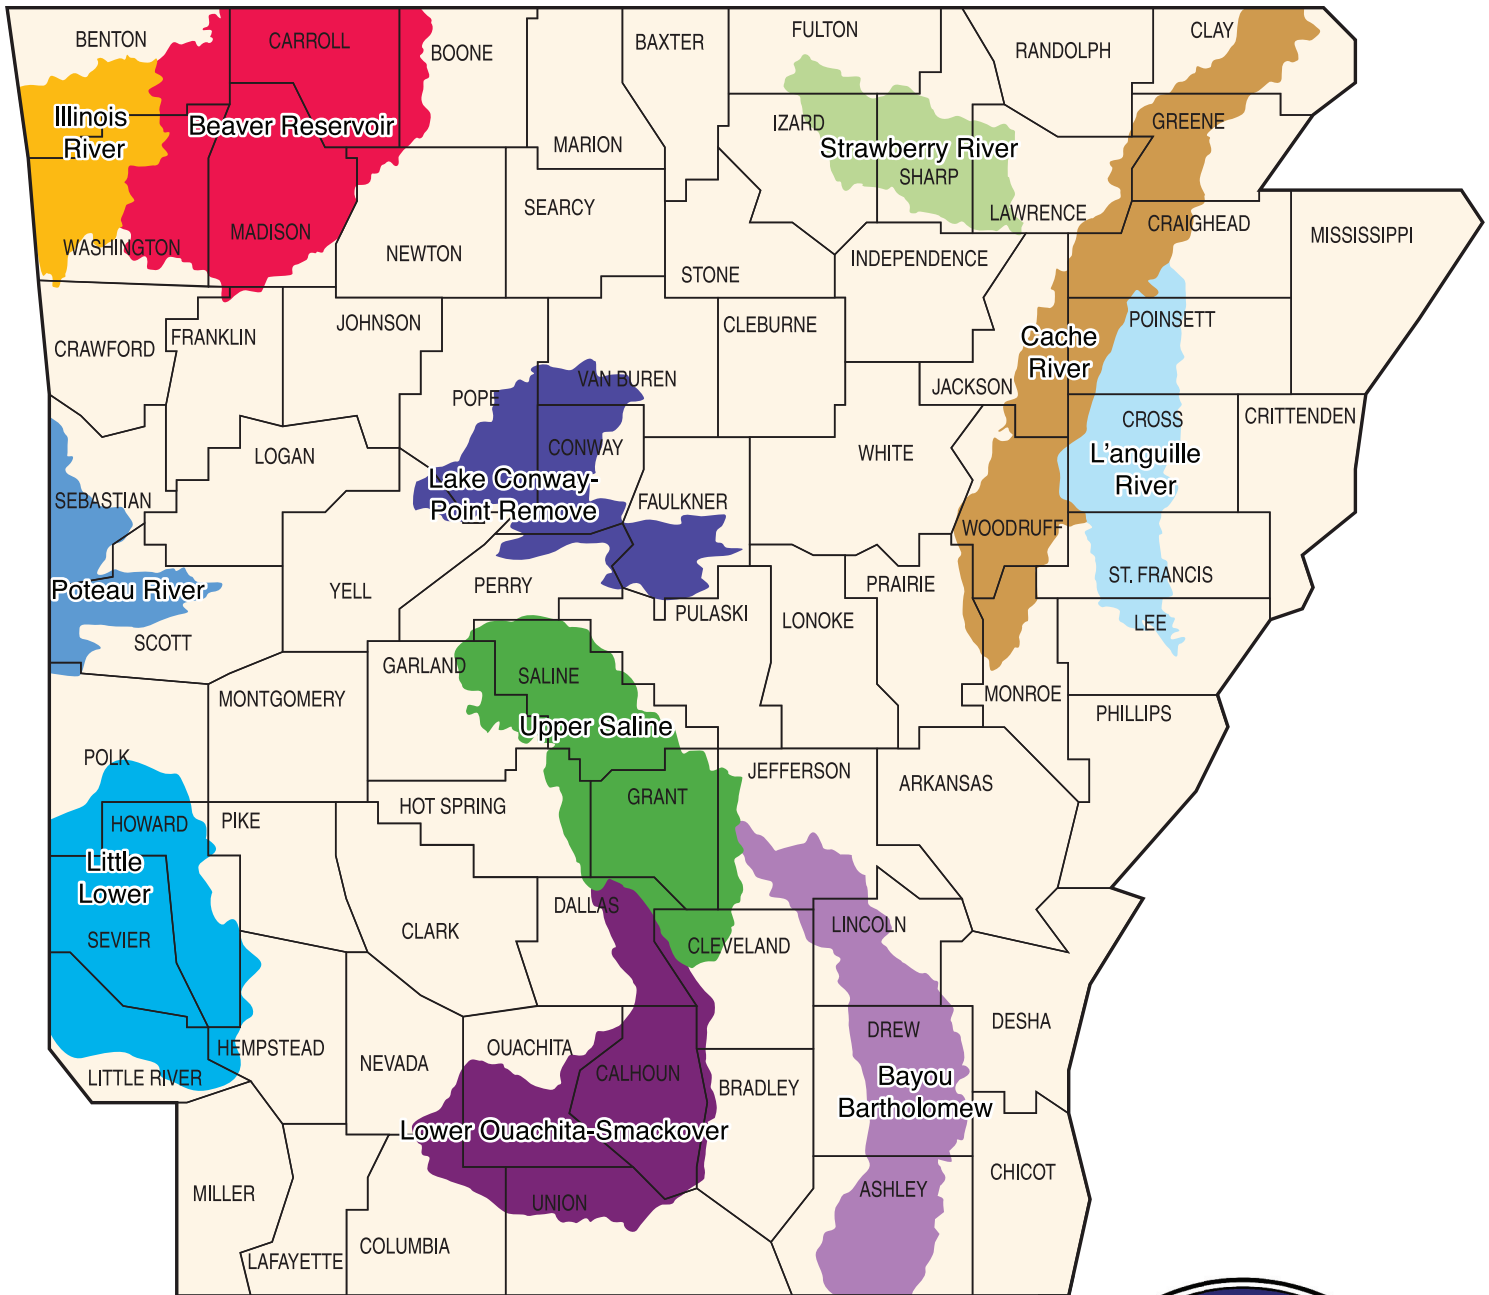 BENTON
CARROLL
BOONE
BAXTER
FULTON
RANDOLPH
CLAY
Illinois
River
Beaver Reservoir
MARION
IZARD
Strawberry River
SHARP
GREENE
LAWRENCE
CRAIGHEAD
MISSISSIPPI
WASHINGTON
MADISON
NEWTON
SEARCY
STONE
INDEPENDENCE
CRAWFORD
FRANKLIN
JOHNSON
CLEBURNE
POINSETT
Cache
River
POPE
VAN BUREN
JACKSON
CROSS
CRITTENDEN
LOGAN
CONWAY
WHITE
L'anguille
River
Lake Conway-
Point-Remove
SEBASTIAN
FAULKNER
WOODRUFF
Poteau River
YELL
PERRY
PRAIRIE
ST. FRANCIS
SCOTT
PULASKI
LONOKE
LEE
GARLAND
SALINE
MONTGOMERY
MONROE
PHILLIPS
Upper Saline
POLK
JEFFERSON
ARKANSAS
HOT SPRING
GRANT
HOWARD
PIKE
Little
Lower
SEVIER
CLARK
DALLAS
CLEVELAND
LINCOLN
DESHA
HEMPSTEAD
NEVADA
OUACHITA
CALHOUN
DREW
LITTLE RIVER
BRADLEY
Bayou
Bartholomew
Lower Ouachita-Smackover
MILLER
UNION
ASHLEY
CHICOT
LAFAYETTE
COLUMBIA